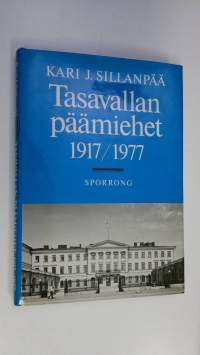 KARI J. SILLANPÄÄ
Tasavallan
päämiehet
1917/1977
SPORRONG